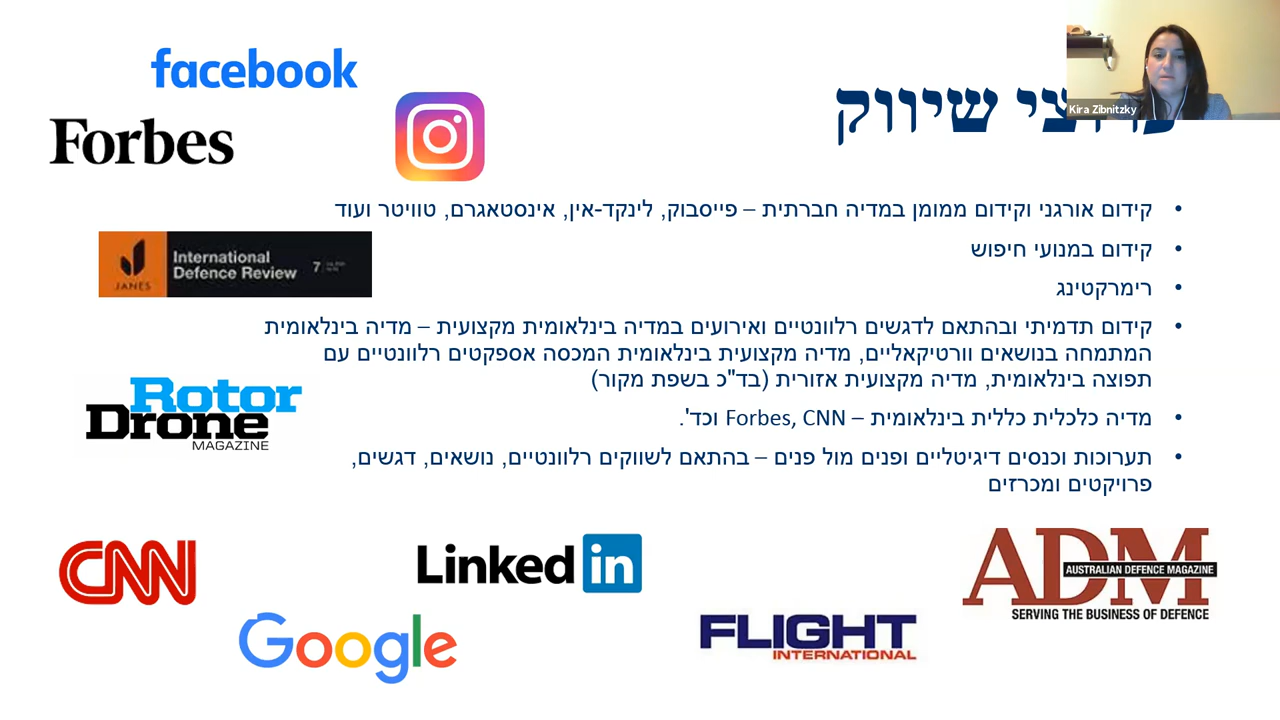 facebook
Kira Zibnitzky
שיווק
Forbes
קידום אורגני וקידום ממומן במדיה חברתית – פייסבוק, לינקד-אין, אינסטאגרם, טוויטר ועוד
קידום במנועי חיפוש
International
Defence Review 7
JANES
רימרקטינג
קידום תדמיתי ובהתאם לדגשים רלוונטיים ואירועים במדיה בינלאומית מקצועית – מדיה בינלאומית
המתמחה בנושאים וורטיקאליים, מדיה מקצועית בינלאומית המכסה אספקטים רלוונטיים עם
תפוצה בינלאומית, מדיה מקצועית אזורית (בד"כ בשפת מקור)
Rotor
Drone
MAGAZINE
מדיה כלכלית כללית בינלאומית – Forbes, CNN וכד'.
תערוכות וכנסים דיגיטליים ופנים מול פנים – בהתאם לשווקים רלוונטיים, נושאים, דגשים,
פרויקטים ומכרזים
CNN
Linked in
ADM
AUSTRALIAN DEFENCE MAGAZINE
SERVING THE BUSINESS OF DEFENCE
Google
FLIGHT
INTERNATIONAL